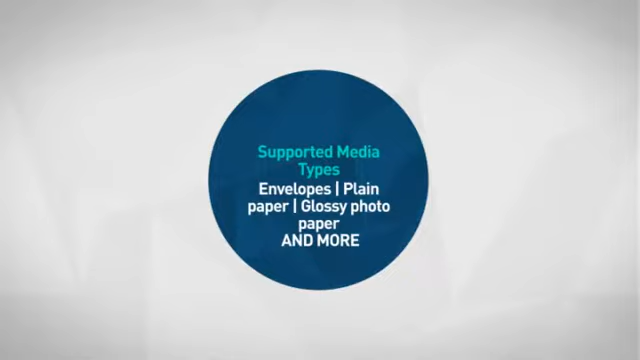 Supported Media
Types
Envelopes | Plain
paper | Glossy photo
paper
AND MORE